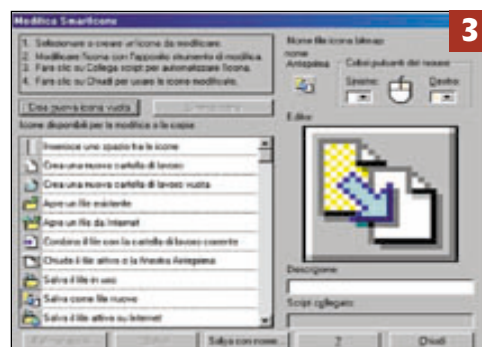 Modifica SmartIcons
3
1. Selezionare o creare un'icona da modificare.
2. Modificare l'icona con l'apposito strumento di modifica.
3. Fare clic su Collega script per automatizzare l'icona.
4. Fare clic su Chiudi per usare le icone modificate.
Crea nuova icona vuota
Icone disponibili per la modifica o la copia
Inserisce uno spazio tra le icone
Crea una nuova cartella di lavoro
Crea una nuova cartella di lavoro vuota
Apre un file esistente
Apre un file da Internet
Combina il file con la cartella di lavoro corrente
Chiude il file attivo o la finestra Anteprima
Salva il file in uso
Salva come file nuovo
Salva il file attivo su Internet
Salva con nome...
Nome file icona bitmap:
nome
Anteprima
Colori pulsanti del mouse
Sinistro:
Destro:
Editor
Descrizione:
Script collegato:
?
Chiudi